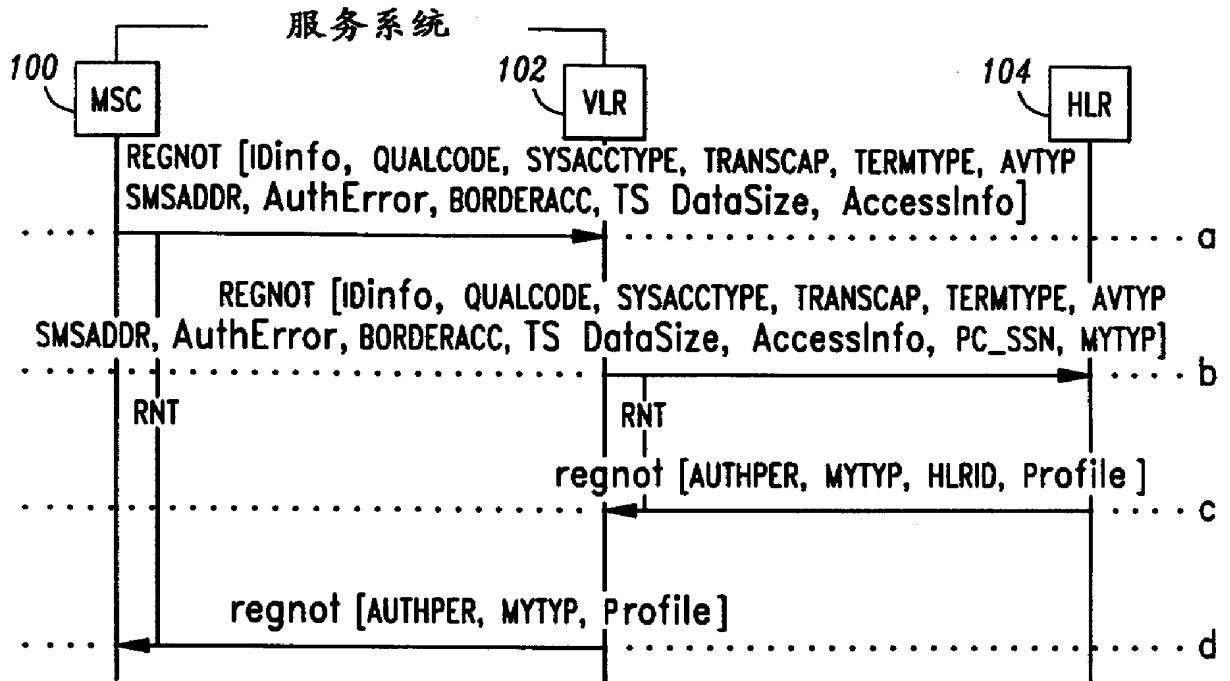 服务系统
100
MSC
102
VLR
104
HLR
REGNOT [IDinfo, QUALCODE, SYSACCTYPE, TRANSCAP, TERMTYPE, AVTYP
SMSADDR, AuthError, BORDERACC, TS DataSize, AccessInfo]
a
REGNOT [IDinfo, QUALCODE, SYSACCTYPE, TRANSCAP, TERMTYPE, AVTYP
SMSADDR, AuthError, BORDERACC, TS DataSize, AccessInfo, PC_SSN, MYTYP]
b
RNT
RNT
regnot [AUTHPER, MYTYP, HLRID, Profile ]
c
regnot [AUTHPER, MYTYP, Profile]
d